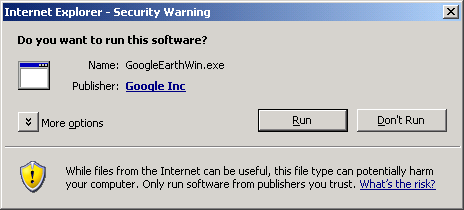 Internet Explorer - Security Warning
Do you want to run this software?
Name: GoogleEarthWin.exe
Publisher: Google Inc
More options
Run
Don't Run
While files from the Internet can be useful, this file type can potentially harm
your computer. Only run software from publishers you trust. What's the risk?